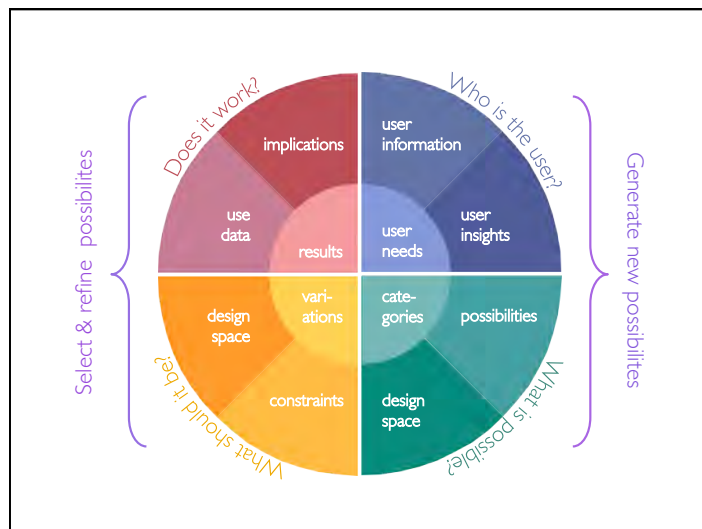 Does it work?
Who is the user?
Select & refine possibilites
Generate new possibilites
implications
user
information
use
data
results
user
needs
user
insights
design
space
vari-
ations
cate-
gories
possibilities
constraints
design
space
What should it be?
What is possible?